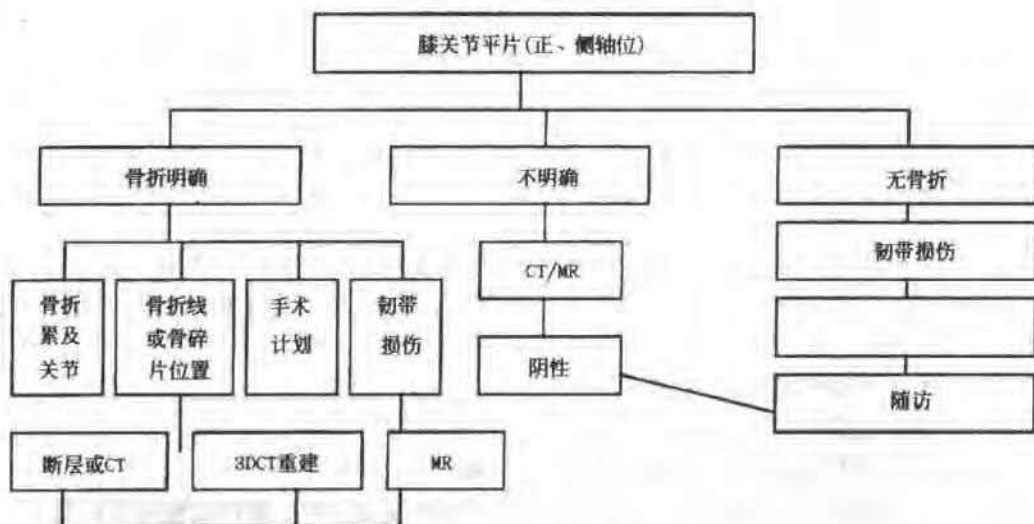 膝关节平片(正、侧轴位)
骨折明确
不明确
无骨折
韧带损伤
CT/MR
骨折
累及
关节
骨折线
或骨碎
片位置
手术
计划
韧带
损伤
阴性
随访
断层或CT
3DCT重建
MR